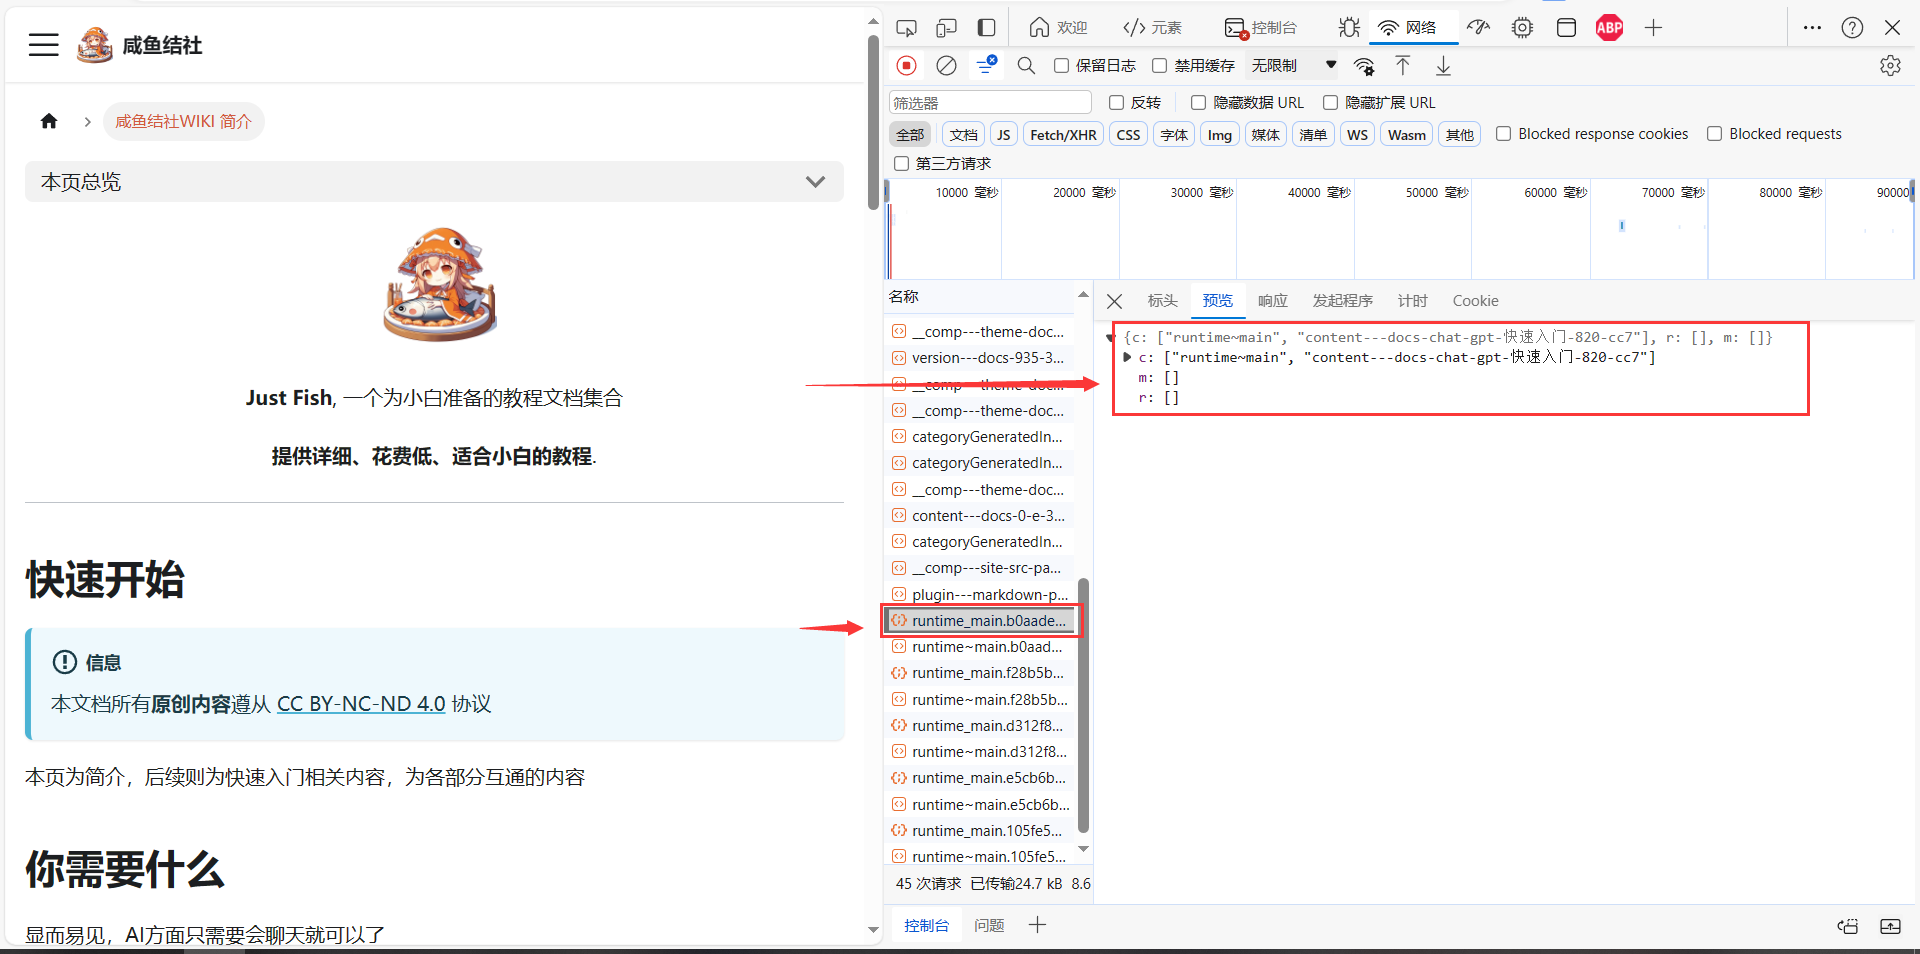 咸鱼结社
咸鱼结社WIKI 简介
本页总览
Just Fish, 一个为小白准备的教程文档集合
提供详细、花费低、适合小白的教程.
快速开始
信息
本文档所有原创内容遵从 CC BY-NC-ND 4.0 协议
本页为简介，后续则为快速入门相关内容，为各部分互通的内容
你需要什么
显而易见，AI方面只需要会聊天就可以了
欢迎 元素 控制台 网络 ABP
保留日志 禁用缓存 无限制
筛选器 反转 隐藏数据 URL 隐藏扩展 URL
全部 文档 JS Fetch/XHR CSS 字体 Img 媒体 清单 WS Wasm 其他 Blocked response cookies Blocked requests
第三方请求
10000 毫秒 20000 毫秒 30000 毫秒 40000 毫秒 50000 毫秒 60000 毫秒 70000 毫秒 80000 毫秒 90000
名称
__comp---theme-doc...
version---docs-935-3...
__comp---theme-doc...
__comp---theme-doc...
categoryGeneratedIn...
categoryGeneratedIn...
__comp---theme-doc...
content---docs-0-e-3...
categoryGeneratedIn...
__comp---site-src-pa...
plugin---markdown-p...
runtime_main.b0aade...
runtime~main.b0aad...
runtime_main.f28b5b...
runtime~main.f28b5b...
runtime_main.d312f8...
runtime~main.d312f8...
runtime_main.e5cb6b...
runtime~main.e5cb6b...
runtime_main.105fe5...
runtime~main.105fe5...
45 次请求 已传输24.7 kB 8.6
标头 预览 响应 发起程序 计时 Cookie
{c: ["runtime~main", "content---docs-chat-gpt-快速入门-820-cc7"], r: [], m: []}
c: ["runtime~main", "content---docs-chat-gpt-快速入门-820-cc7"]
m: []
r: []
控制台 问题